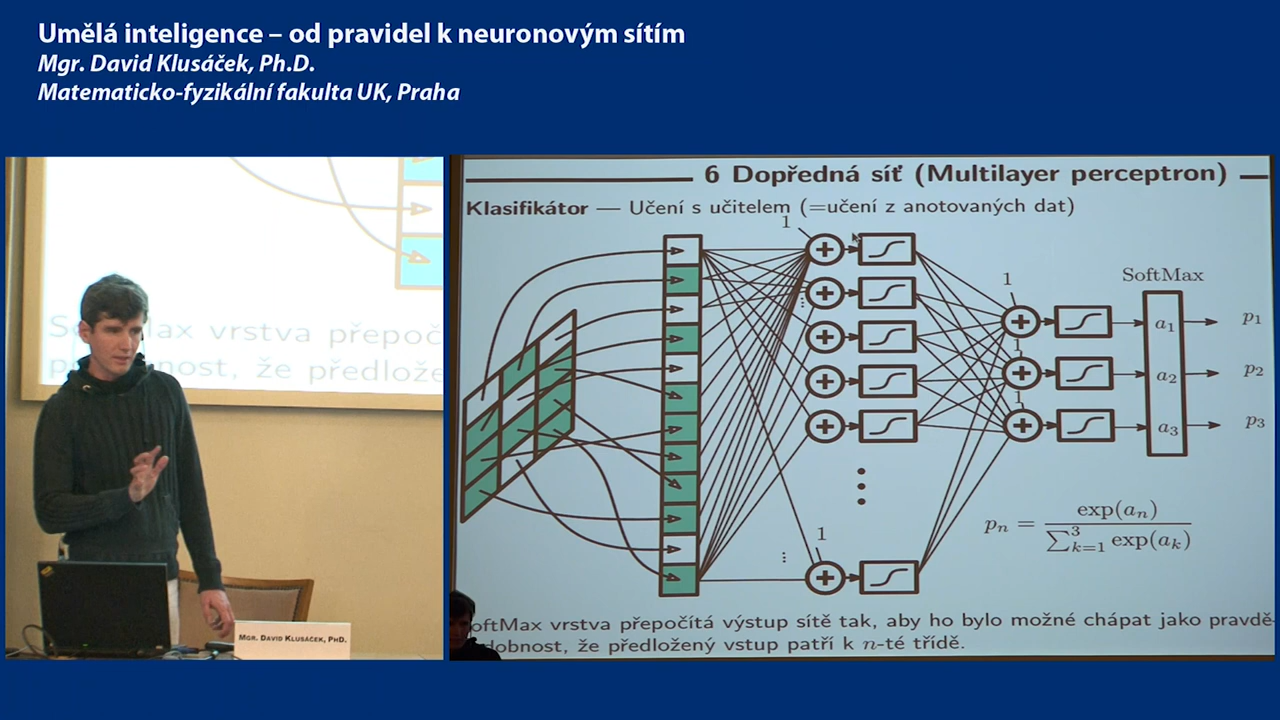 Umělá inteligence – od pravidel k neuronovým sítím
Mgr. David Klusáček, Ph.D.
Matematicko-fyzikální fakulta UK, Praha
Max vrstva přepoč
nost, že předlože
MGR. DAVID KLUSÁČEK, PHD.
6 Dopředná síť (Multilayer perceptron)
Klasifikátor — Učení s učitelem (=učení z anotovaných dat)
1
1
SoftMax
+
+
+
+
+
+
+
+
a₁
p₁
1
a₂
p₂
1
a₃
p₃
1
+
pₙ = exp(aₙ) / ∑³ₖ₌₁ exp(aₖ)
oftMax vrstva přepočítá výstup sítě tak, aby ho bylo možné chápat jako pravdě-
dobnost, že předložený vstup patří k n-té třídě.